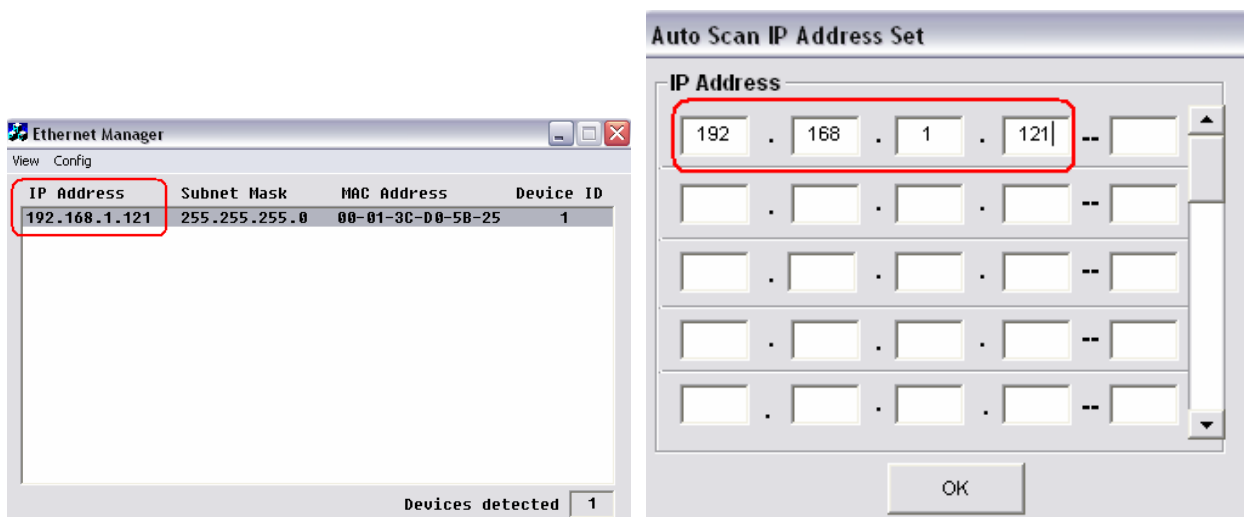 Ethernet Manager
View Config
IP Address Subnet Mask MAC Address Device ID
192.168.1.121 255.255.255.0 00-01-3C-D0-5B-25 1
Devices detected 1
Auto Scan IP Address Set
IP Address
192 . 168 . 1 . 121 --
. . . --
. . . --
. . . --
. . . --
OK